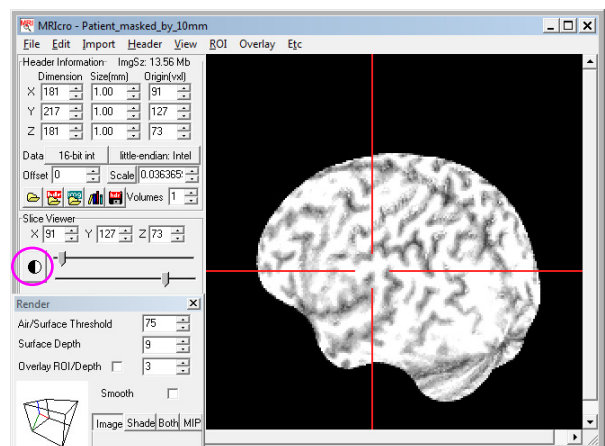 MRIcro - Patient_masked_by_10mm
File Edit Import Header View ROI Overlay Etc
Header Information ImgSz: 13.56 Mb
Dimension Size(mm) Origin(vxl)
X 181 1.00 91
Y 217 1.00 127
Z 181 1.00 73
Data 16-bit int little-endian: Intel
Offset 0 Scale 0.036365
Volumes 1
Slice Viewer
X 91 Y 127 Z 73
Render
Air/Surface Threshold 75
Surface Depth 9
Overlay ROI/Depth 3
Smooth
Image Shade Both MIP